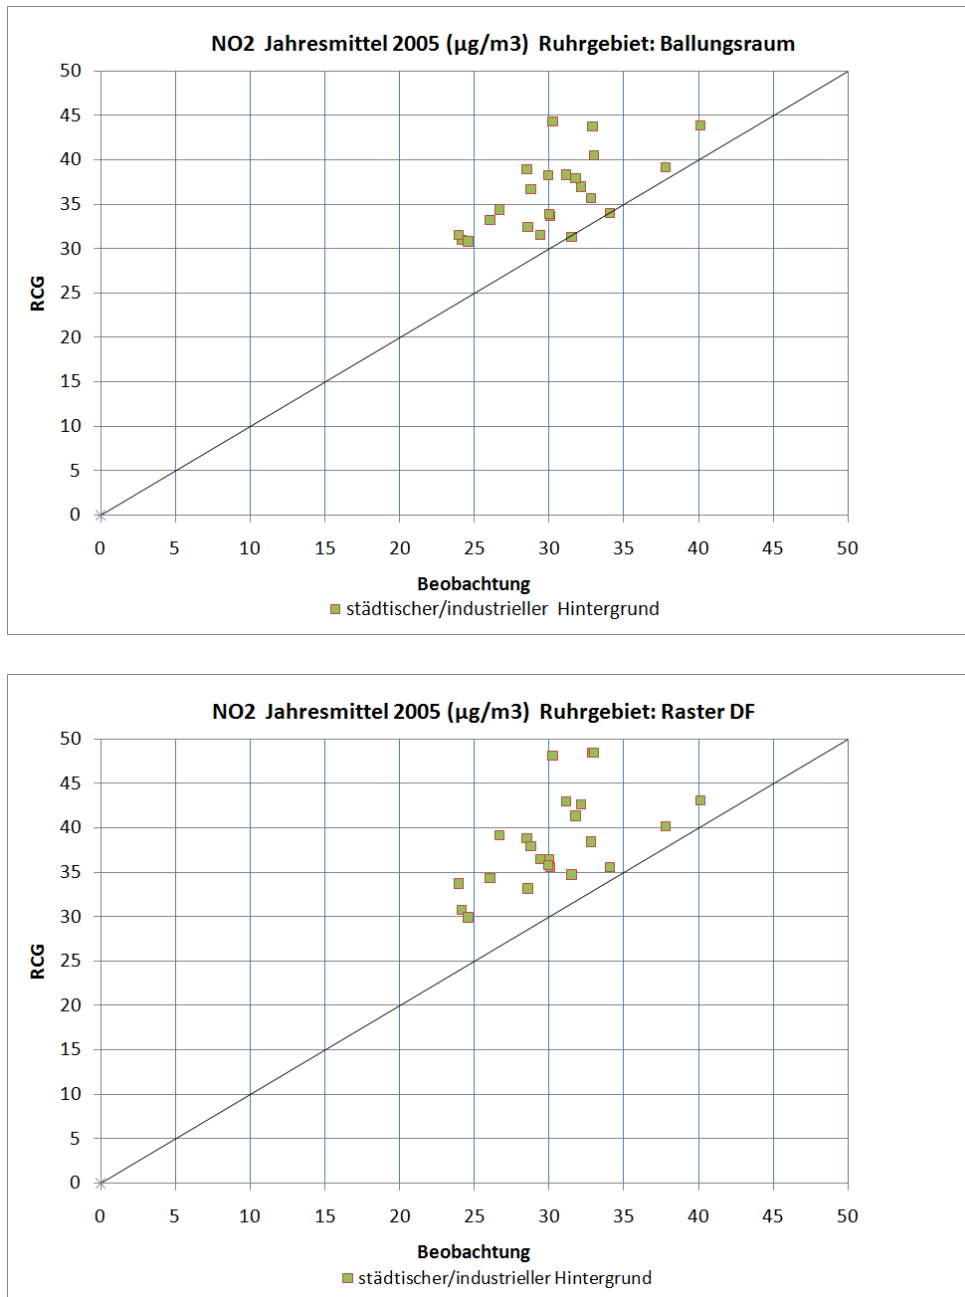 NO2 Jahresmittel 2005 (µg/m3) Ruhrgebiet: Ballungsraum
50
45
40
35
30
25
20
15
10
5
0
RCG
0 5 10 15 20 25 30 35 40 45 50
Beobachtung
städtischer/industrieller Hintergrund
NO2 Jahresmittel 2005 (µg/m3) Ruhrgebiet: Raster DF
50
45
40
35
30
25
20
15
10
5
0
RCG
0 5 10 15 20 25 30 35 40 45 50
Beobachtung
städtischer/industrieller Hintergrund